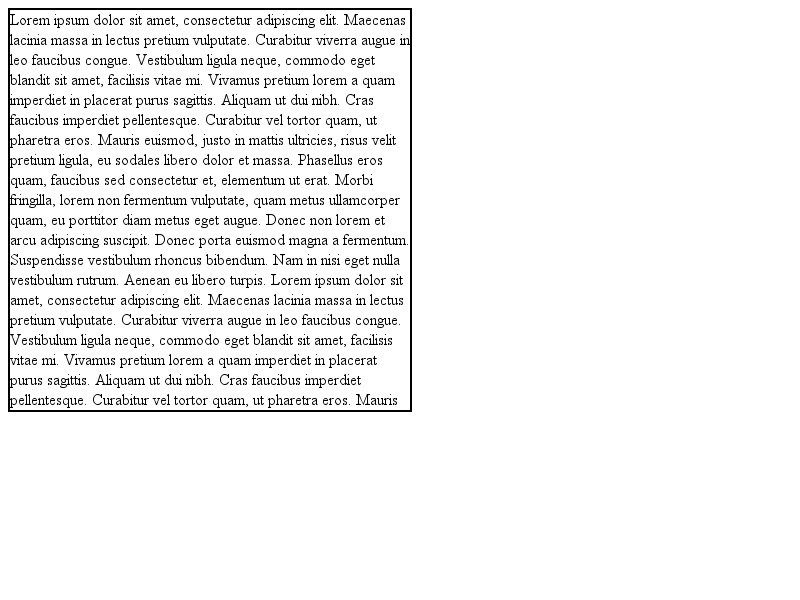 Lorem ipsum dolor sit amet, consectetur adipiscing elit. Maecenas
lacinia massa in lectus pretium vulputate. Curabitur viverra augue in
leo faucibus congue. Vestibulum ligula neque, commodo eget
blandit sit amet, facilisis vitae mi. Vivamus pretium lorem a quam
imperdiet in placerat purus sagittis. Aliquam ut dui nibh. Cras
faucibus imperdiet pellentesque. Curabitur vel tortor quam, ut
pharetra eros. Mauris euismod, justo in mattis ultricies, risus velit
pretium ligula, eu sodales libero dolor et massa. Phasellus eros
quam, faucibus sed consectetur et, elementum ut erat. Morbi
fringilla, lorem non fermentum vulputate, quam metus ullamcorper
quam, eu porttitor diam metus eget augue. Donec non lorem et
arcu adipiscing suscipit. Donec porta euismod magna a fermentum.
Suspendisse vestibulum rhoncus bibendum. Nam in nisi eget nulla
vestibulum rutrum. Aenean eu libero turpis. Lorem ipsum dolor sit
amet, consectetur adipiscing elit. Maecenas lacinia massa in lectus
pretium vulputate. Curabitur viverra augue in leo faucibus congue.
Vestibulum ligula neque, commodo eget blandit sit amet, facilisis
vitae mi. Vivamus pretium lorem a quam imperdiet in placerat
purus sagittis. Aliquam ut dui nibh. Cras faucibus imperdiet
pellentesque. Curabitur vel tortor quam, ut pharetra eros. Mauris